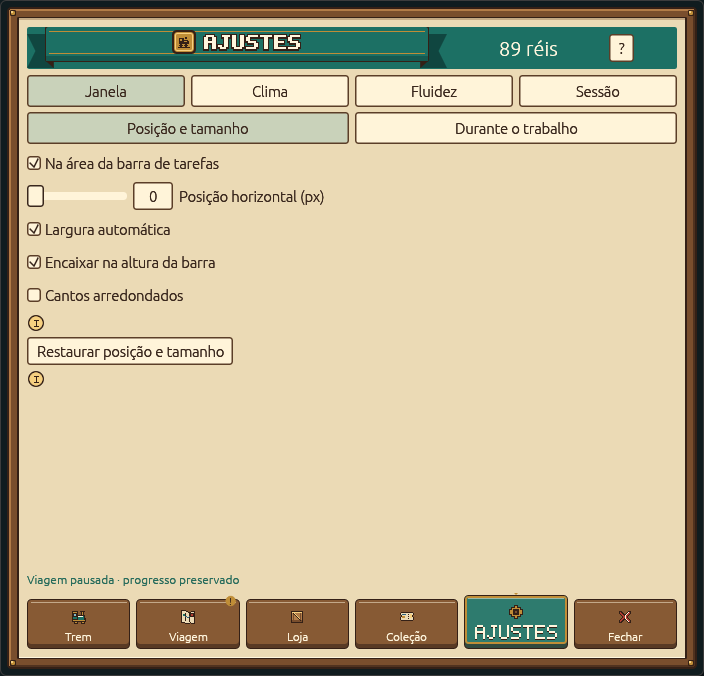 AJUSTES
89 réis
?
Janela
Clima
Fluidez
Sessão
Posição e tamanho
Durante o trabalho
Na área da barra de tarefas
0
Posição horizontal (px)
Largura automática
Encaixar na altura da barra
Cantos arredondados
I
Restaurar posição e tamanho
I
Viagem pausada · progresso preservado
!
Trem
Viagem
Loja
Coleção
AJUSTES
Fechar